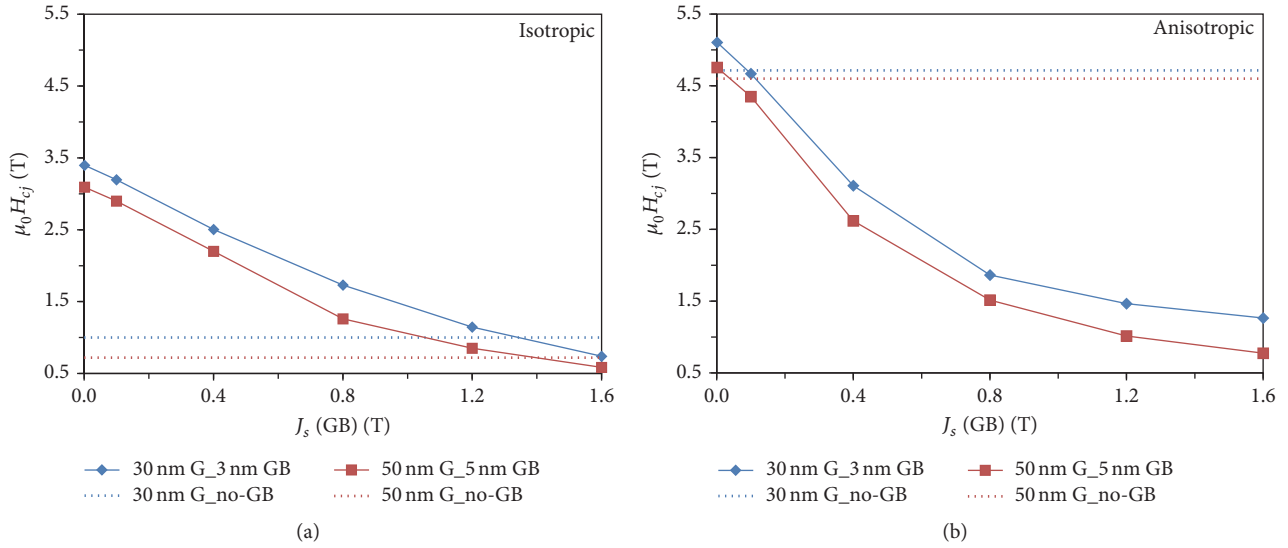 Isotropic
5.5
4.5
3.5
2.5
1.5
0.5
μ₀H_cj (T)
0.0 0.4 0.8 1.2 1.6
J_s (GB) (T)
30 nm G_3 nm GB 50 nm G_5 nm GB
30 nm G_no-GB 50 nm G_no-GB
(a)
Anisotropic
5.5
4.5
3.5
2.5
1.5
0.5
μ₀H_cj (T)
0.0 0.4 0.8 1.2 1.6
J_s (GB) (T)
30 nm G_3 nm GB 50 nm G_5 nm GB
30 nm G_no-GB 50 nm G_no-GB
(b)